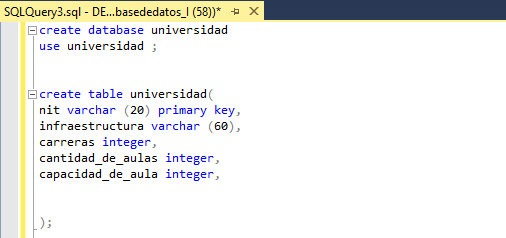 SQLQuery3.sql - DE...basededatos_I (58))*
create database universidad
use universidad ;
create table universidad(
nit varchar (20) primary key,
infraestructura varchar (60),
carreras integer,
cantidad_de_aulas integer,
capacidad_de_aula integer,
);